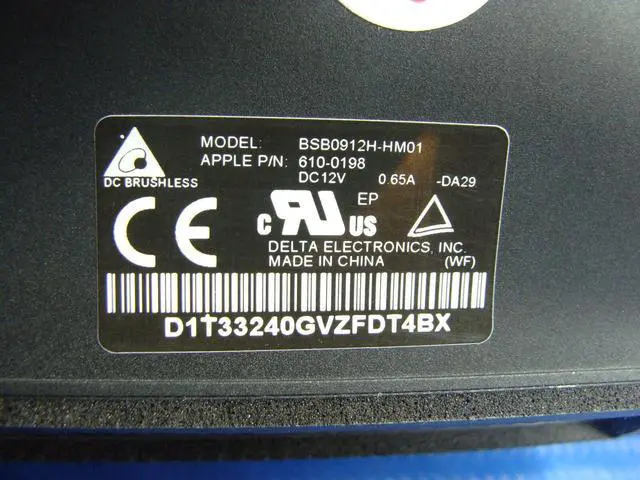 MODEL: BSB0912H-HM01
APPLE P/N: 610-0198
DC BRUSHLESS
DC12V 0.65A -DA29
CE
EP
c RU US
DELTA ELECTRONICS, INC.
MADE IN CHINA (WF)
D1T33240GVZFDT4BX